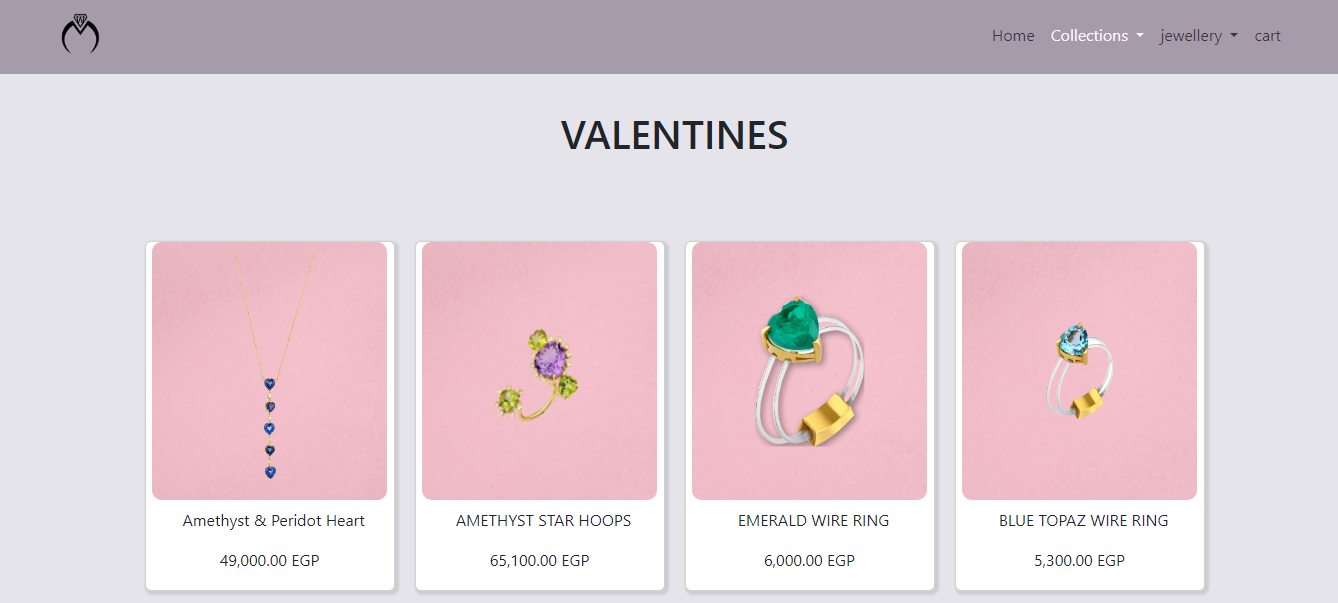 Home Collections jewellery cart
VALENTINES
Amethyst & Peridot Heart
49,000.00 EGP
AMETHYST STAR HOOPS
65,100.00 EGP
EMERALD WIRE RING
6,000.00 EGP
BLUE TOPAZ WIRE RING
5,300.00 EGP